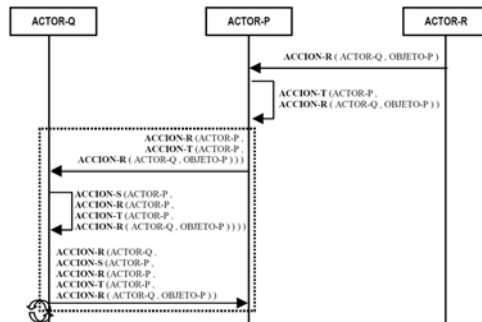 ACTOR-Q ACTOR-P ACTOR-R
ACCION-R ( ACTOR-Q , OBJETO-P )
ACCION-T (ACTOR-P ,
ACCION-R ( ACTOR-Q , OBJETO-P ) )
ACCION-R (ACTOR-P ,
ACCION-T (ACTOR-P ,
ACCION-R ( ACTOR-Q , OBJETO-P ) ) )
ACCION-S (ACTOR-P ,
ACCION-R (ACTOR-P ,
ACCION-T (ACTOR-P ,
ACCION-R ( ACTOR-Q , OBJETO-P ) ) ) )
ACCION-R (ACTOR-Q ,
ACCION-S (ACTOR-P ,
ACCION-R (ACTOR-P ,
ACCION-T (ACTOR-P ,
ACCION-R ( ACTOR-Q , OBJETO-P ) )